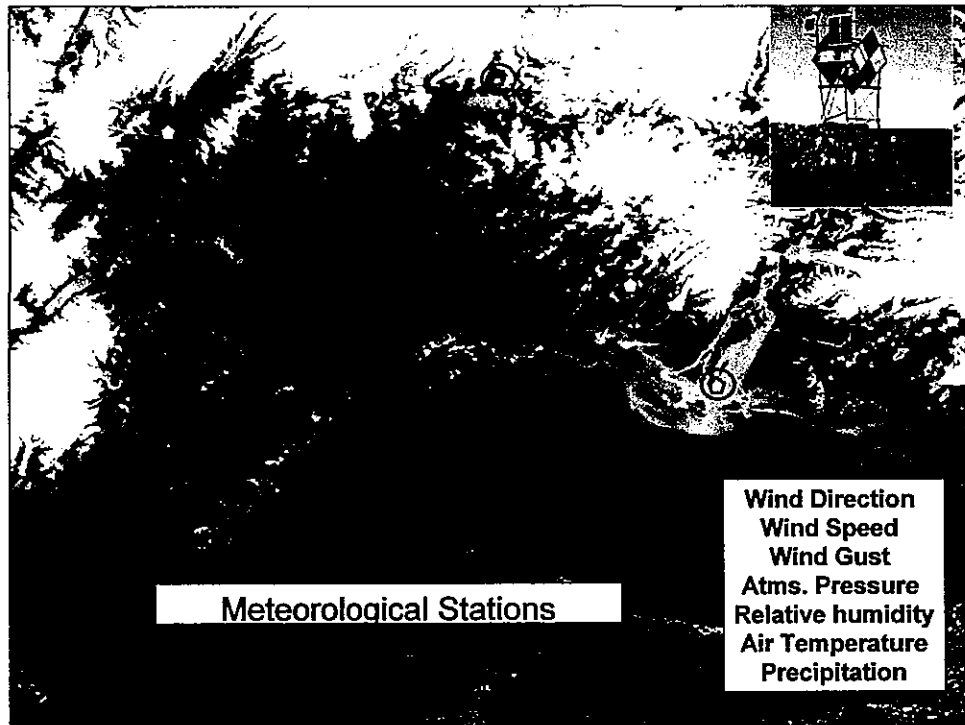 Wind Direction
Wind Speed
Wind Gust
Atms. Pressure
Relative humidity
Air Temperature
Precipitation
Meteorological Stations